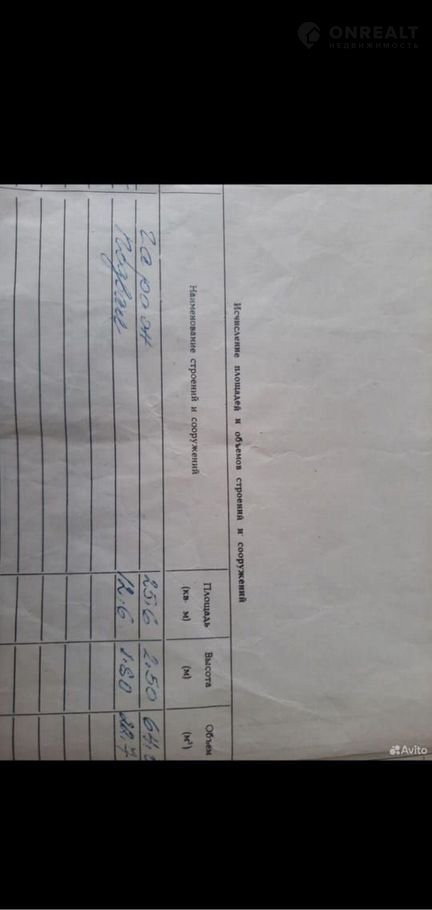 ONREALT
НЕДВИЖИМОСТЬ
Исчисление площадей и объемов строений и сооружений
Наименование строений и сооружений Площадь (кв. м) Высота (м) Объем (м³)
гараж 25,6 2,50 64,
подвал 12,6 1,80
Avito